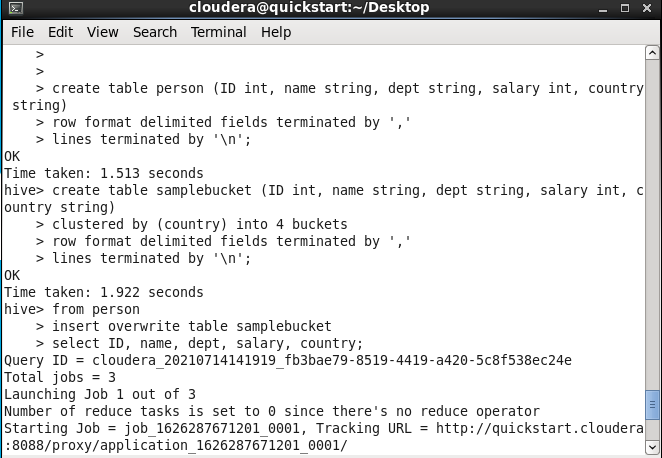 cloudera@quickstart:~/Desktop
File Edit View Search Terminal Help
>
>
> create table person (ID int, name string, dept string, salary int, country
string)
> row format delimited fields terminated by ','
> lines terminated by '\n';
OK
Time taken: 1.513 seconds
hive> create table samplebucket (ID int, name string, dept string, salary int, c
ountry string)
> clustered by (country) into 4 buckets
> row format delimited fields terminated by ','
> lines terminated by '\n';
OK
Time taken: 1.922 seconds
hive> from person
> insert overwrite table samplebucket
> select ID, name, dept, salary, country;
Query ID = cloudera_20210714141919_fb3bae79-8519-4419-a420-5c8f538ec24e
Total jobs = 3
Launching Job 1 out of 3
Number of reduce tasks is set to 0 since there's no reduce operator
Starting Job = job_1626287671201_0001, Tracking URL = http://quickstart.cloudera
:8088/proxy/application_1626287671201_0001/